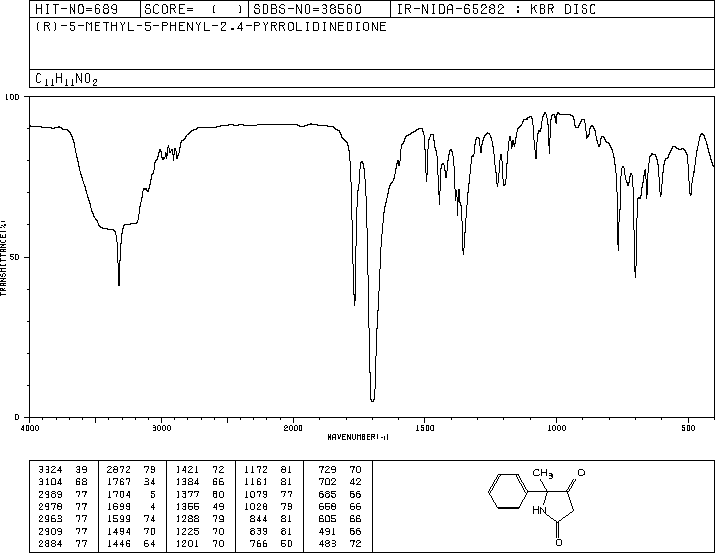 HIT-NO=689 SCORE= ( ) SDBS-NO=38560 IR-NIDA-65282 : KBR DISC
(R)-5-METHYL-5-PHENYL-2,4-PYRROLIDINEDIONE
C11H11NO2
100
TRANSMITTANCE(%)
50
0
4000 3000 2000 1500 1000 500
WAVENUMBER(-1)
3324 39 2872 79 1421 72 1172 81 729 70
3104 68 1767 34 1384 66 1161 81 702 42
2989 77 1704 5 1377 60 1079 77 685 66
2978 77 1699 4 1355 49 1028 79 658 66
2963 77 1599 74 1288 79 844 81 605 66
2909 77 1494 70 1225 70 839 81 491 66
2884 77 1446 64 1201 70 766 50 483 72
CH3
O
HN
O